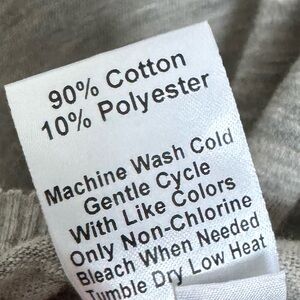 90% Cotton
10% Polyester
Machine Wash Cold
Gentle Cycle
With Like Colors
Only Non-Chlorine
Bleach When Needed
Tumble Dry Low Heat